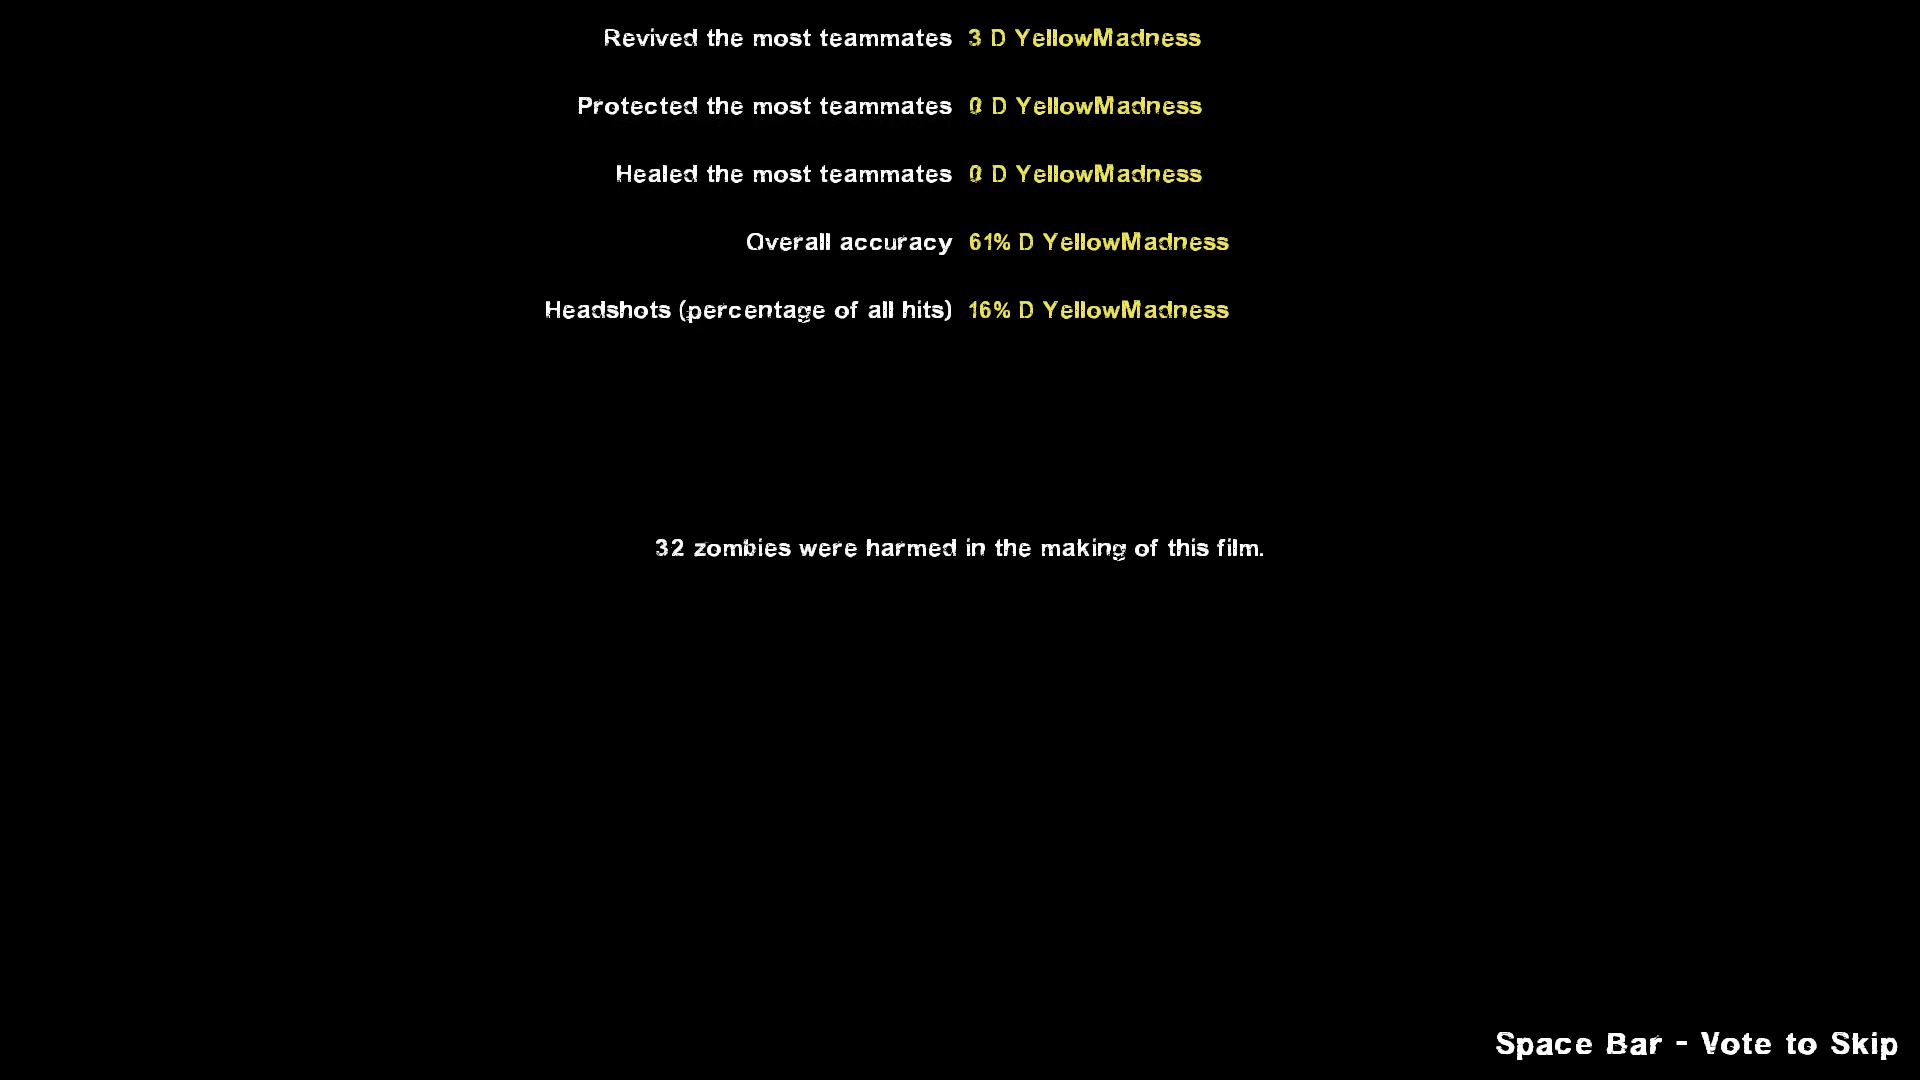 Revived the most teammates 3 D YellowMadness
Protected the most teammates 0 D YellowMadness
Healed the most teammates 0 D YellowMadness
Overall accuracy 61% D YellowMadness
Headshots (percentage of all hits) 16% D YellowMadness
32 zombies were harmed in the making of this film.
Space Bar - Vote to Skip